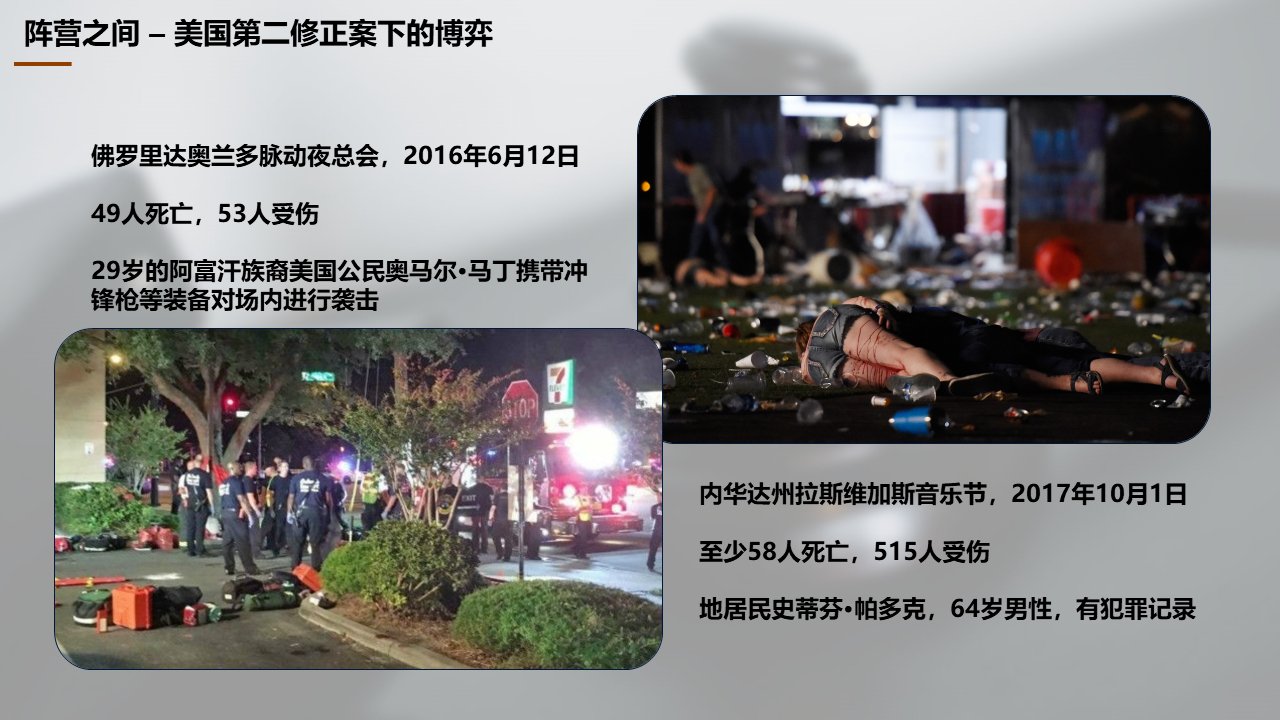 阵营之间 – 美国第二修正案下的博弈
佛罗里达奥兰多脉动夜总会，2016年6月12日
49人死亡，53人受伤
29岁的阿富汗族裔美国公民奥马尔•马丁携带冲
锋枪等装备对场内进行袭击
STOP
7
ELEVEN
内华达州拉斯维加斯音乐节，2017年10月1日
至少58人死亡，515人受伤
地居民史蒂芬•帕多克，64岁男性，有犯罪记录